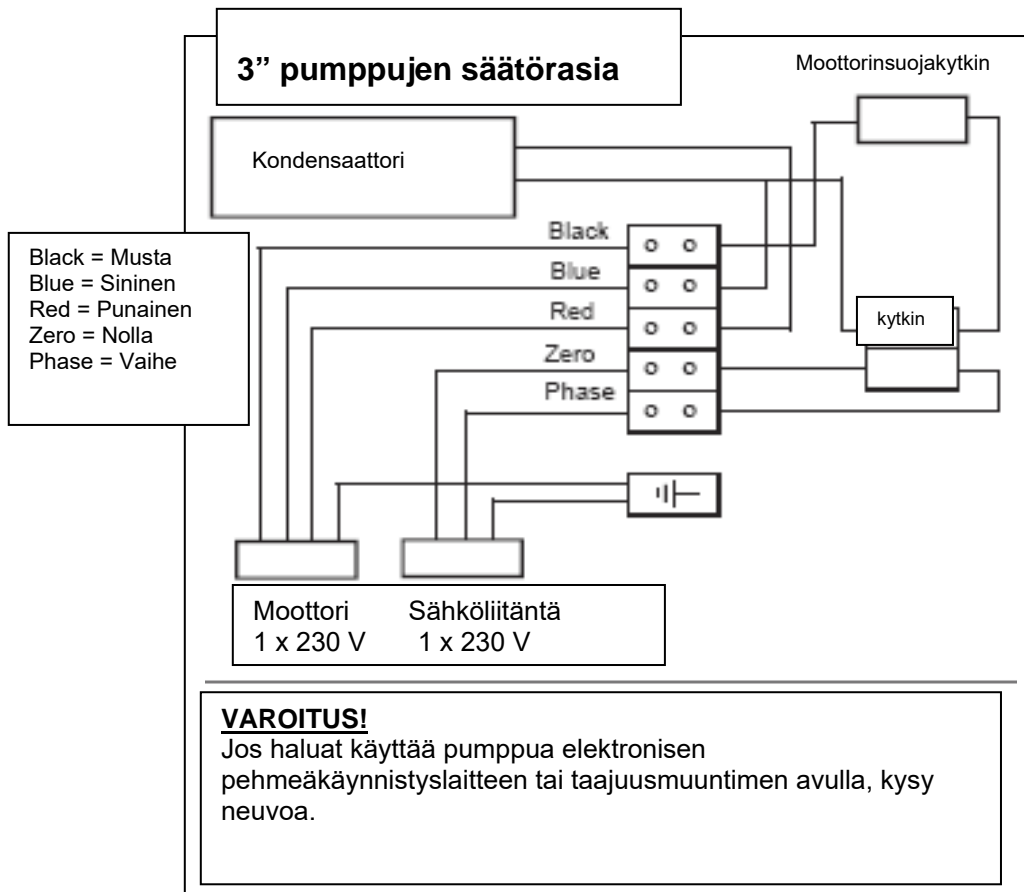 3” pumppujen säätörasia
Moottorinsuojakytkin
Kondensaattori
Black = Musta
Blue = Sininen
Red = Punainen
Zero = Nolla
Phase = Vaihe
Black
Blue
Red
Zero
Phase
kytkin
Moottori Sähköliitäntä
1 x 230 V 1 x 230 V
VAROITUS!
Jos haluat käyttää pumppua elektronisen
pehmeäkäynnistyslaitteen tai taajuusmuuntimen avulla, kysy
neuvoa.